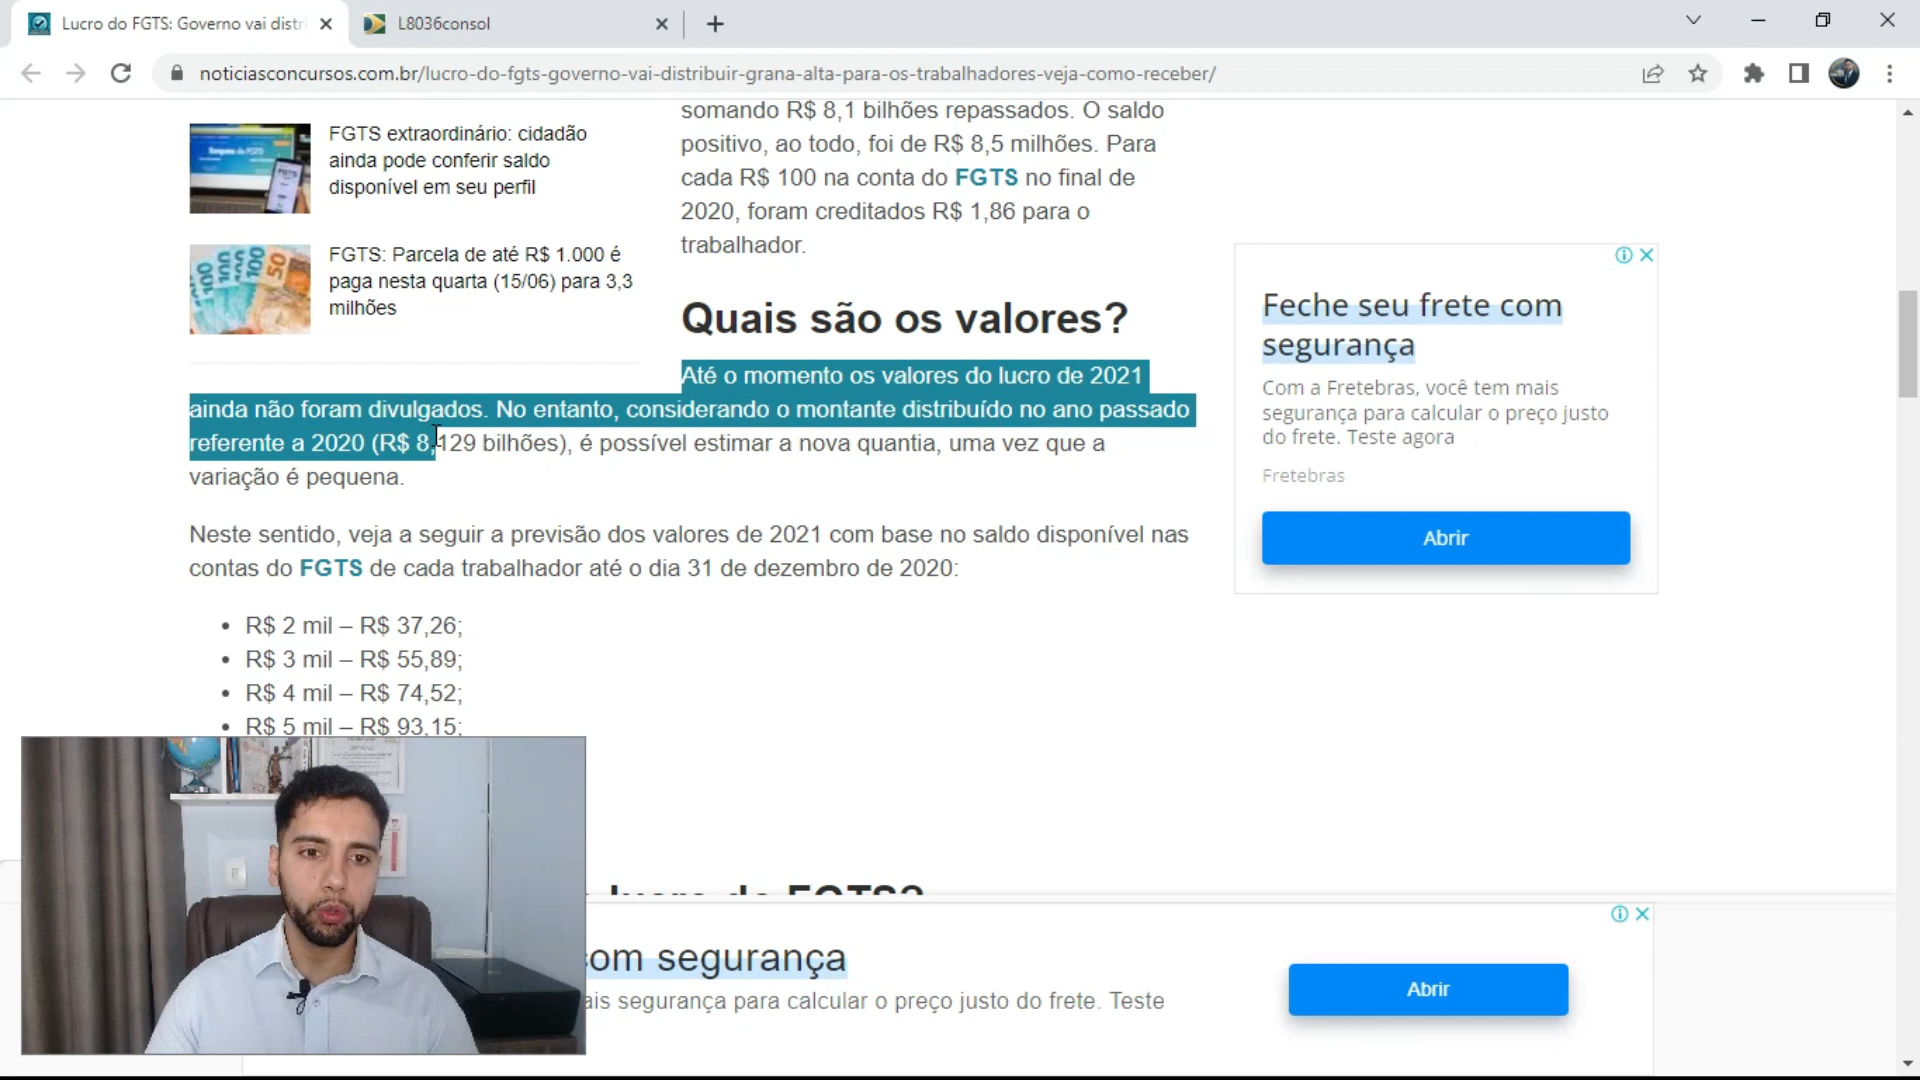 Lucro do FGTS: Governo vai distri
L8036consol
noticiasconcursos.com.br/lucro-do-fgts-governo-vai-distribuir-grana-alta-para-os-trabalhadores-veja-como-receber/
FGTS extraordinário: cidadão
ainda pode conferir saldo
disponível em seu perfil
FGTS: Parcela de até R$ 1.000 é
paga nesta quarta (15/06) para 3,3
milhões
somando R$ 8,1 bilhões repassados. O saldo
positivo, ao todo, foi de R$ 8,5 milhões. Para
cada R$ 100 na conta do FGTS no final de
2020, foram creditados R$ 1,86 para o
trabalhador.
Quais são os valores?
Até o momento os valores do lucro de 2021
ainda não foram divulgados. No entanto, considerando o montante distribuído no ano passado
referente a 2020 (R$ 8,129 bilhões), é possível estimar a nova quantia, uma vez que a
variação é pequena.
Neste sentido, veja a seguir a previsão dos valores de 2021 com base no saldo disponível nas
contas do FGTS de cada trabalhador até o dia 31 de dezembro de 2020:
• R$ 2 mil – R$ 37,26;
• R$ 3 mil – R$ 55,89;
• R$ 4 mil – R$ 74,52;
• R$ 5 mil – R$ 93,15;
Feche seu frete com
segurança
Com a Fretebras, você tem mais
segurança para calcular o preço justo
do frete. Teste agora
Fretebras
Abrir
lucro do FGTS?
com segurança
ais segurança para calcular o preço justo do frete. Teste
Abrir